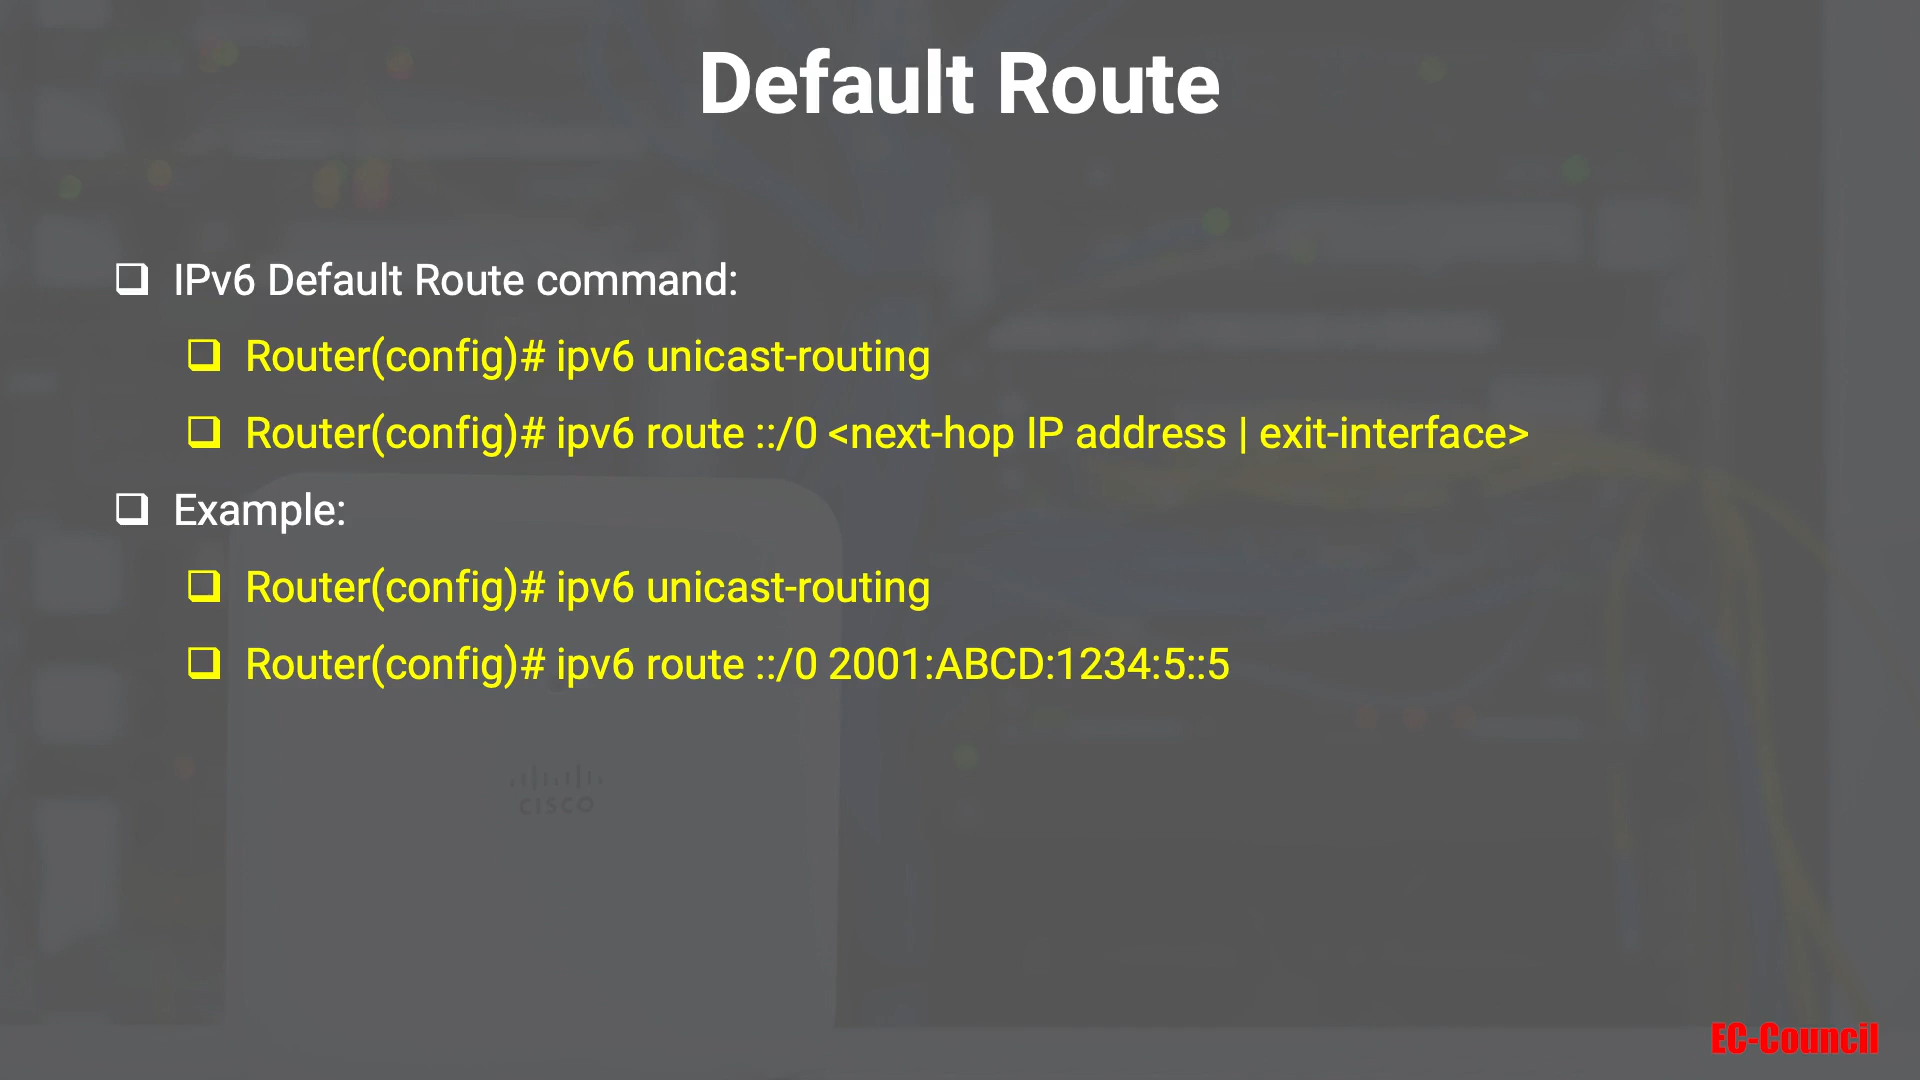 Default Route
IPv6 Default Route command:
Router(config)# ipv6 unicast-routing
Router(config)# ipv6 route ::/0 <next-hop IP address | exit-interface>
Example:
Router(config)# ipv6 unicast-routing
Router(config)# ipv6 route ::/0 2001:ABCD:1234:5::5
CISCO
EC-Council